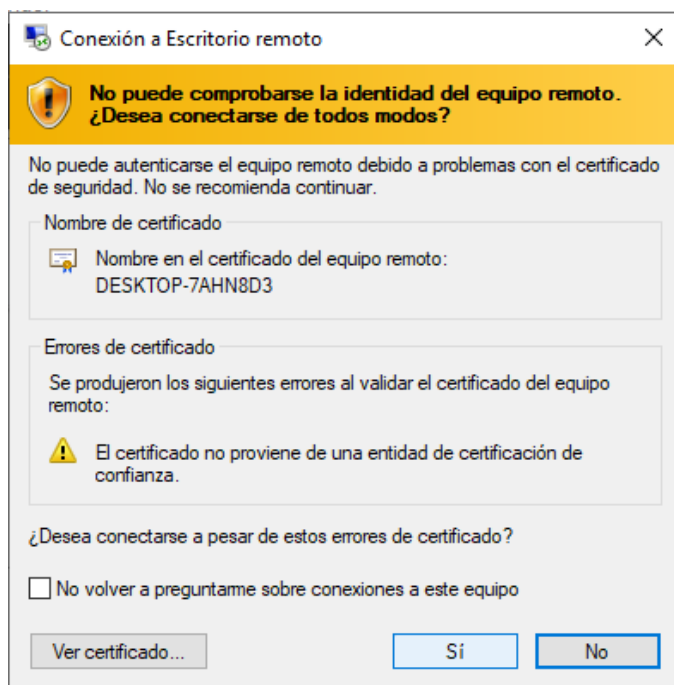 Conexión a Escritorio remoto
No puede comprobarse la identidad del equipo remoto.
¿Desea conectarse de todos modos?
No puede autenticarse el equipo remoto debido a problemas con el certificado
de seguridad. No se recomienda continuar.
Nombre de certificado
Nombre en el certificado del equipo remoto:
DESKTOP-7AHN8D3
Errores de certificado
Se produjeron los siguientes errores al validar el certificado del equipo
remoto:
El certificado no proviene de una entidad de certificación de
confianza.
¿Desea conectarse a pesar de estos errores de certificado?
No volver a preguntarme sobre conexiones a este equipo
Ver certificado... Sí No